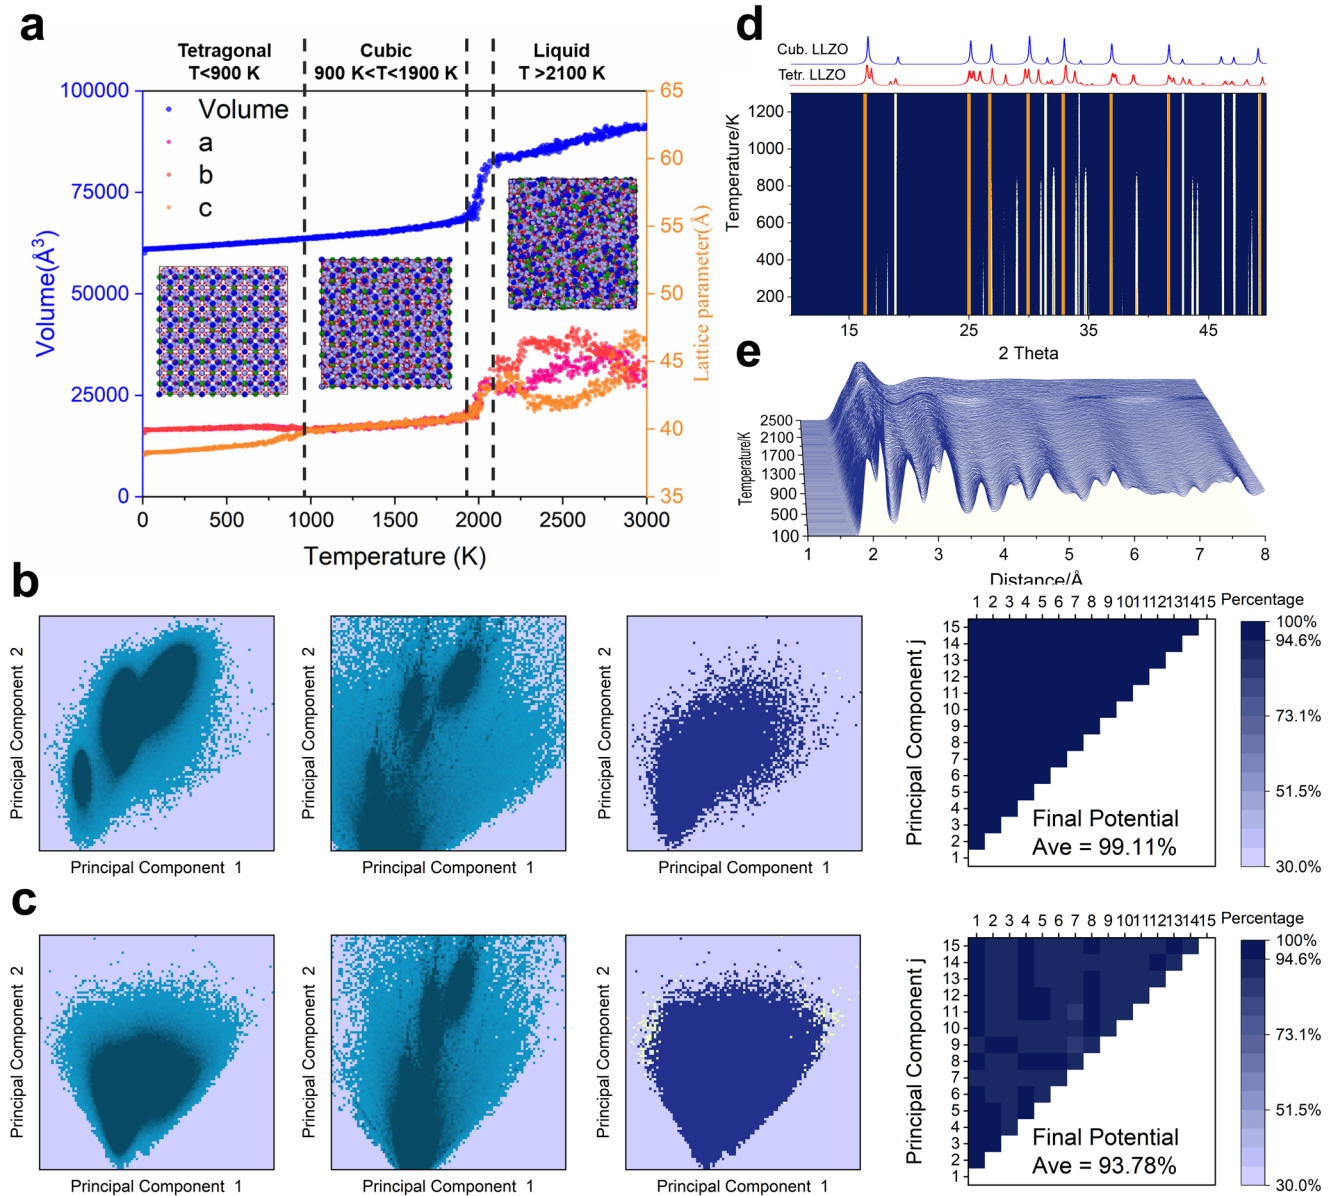 a
Tetragonal
T<900 K
Cubic
900 K<T<1900 K
Liquid
T >2100 K
100000
75000
50000
25000
0
Volume(Å³)
Volume
a
b
c
65
60
55
50
45
40
35
Lattice parameter(Å)
0
500
1000
1500
2000
2500
3000
Temperature (K)
d
Cub. LLZO
Tetr. LLZO
1200
1000
800
600
400
200
Temperature/K
15
25
35
45
2 Theta
e
2500
2100
1700
1300
900
500
100
Temperature/K
1 2 3 4 5 6 7 8
Distance/Å
b
Principal Component 2
Principal Component 1
Principal Component 2
Principal Component 1
Principal Component 2
Principal Component 1
1 2 3 4 5 6 7 8 9 10 11 12 13 14 15
Percentage
15
14
13
12
11
10
9
8
7
6
5
4
3
2
1
Principal Component j
Final Potential
Ave = 99.11%
100%
94.6%
73.1%
51.5%
30.0%
c
Principal Component 2
Principal Component 1
Principal Component 2
Principal Component 1
Principal Component 2
Principal Component 1
1 2 3 4 5 6 7 8 9 10 11 12 13 14 15
Percentage
15
14
13
12
11
10
9
8
7
6
5
4
3
2
1
Principal Component j
Final Potential
Ave = 93.78%
100%
94.6%
73.1%
51.5%
30.0%